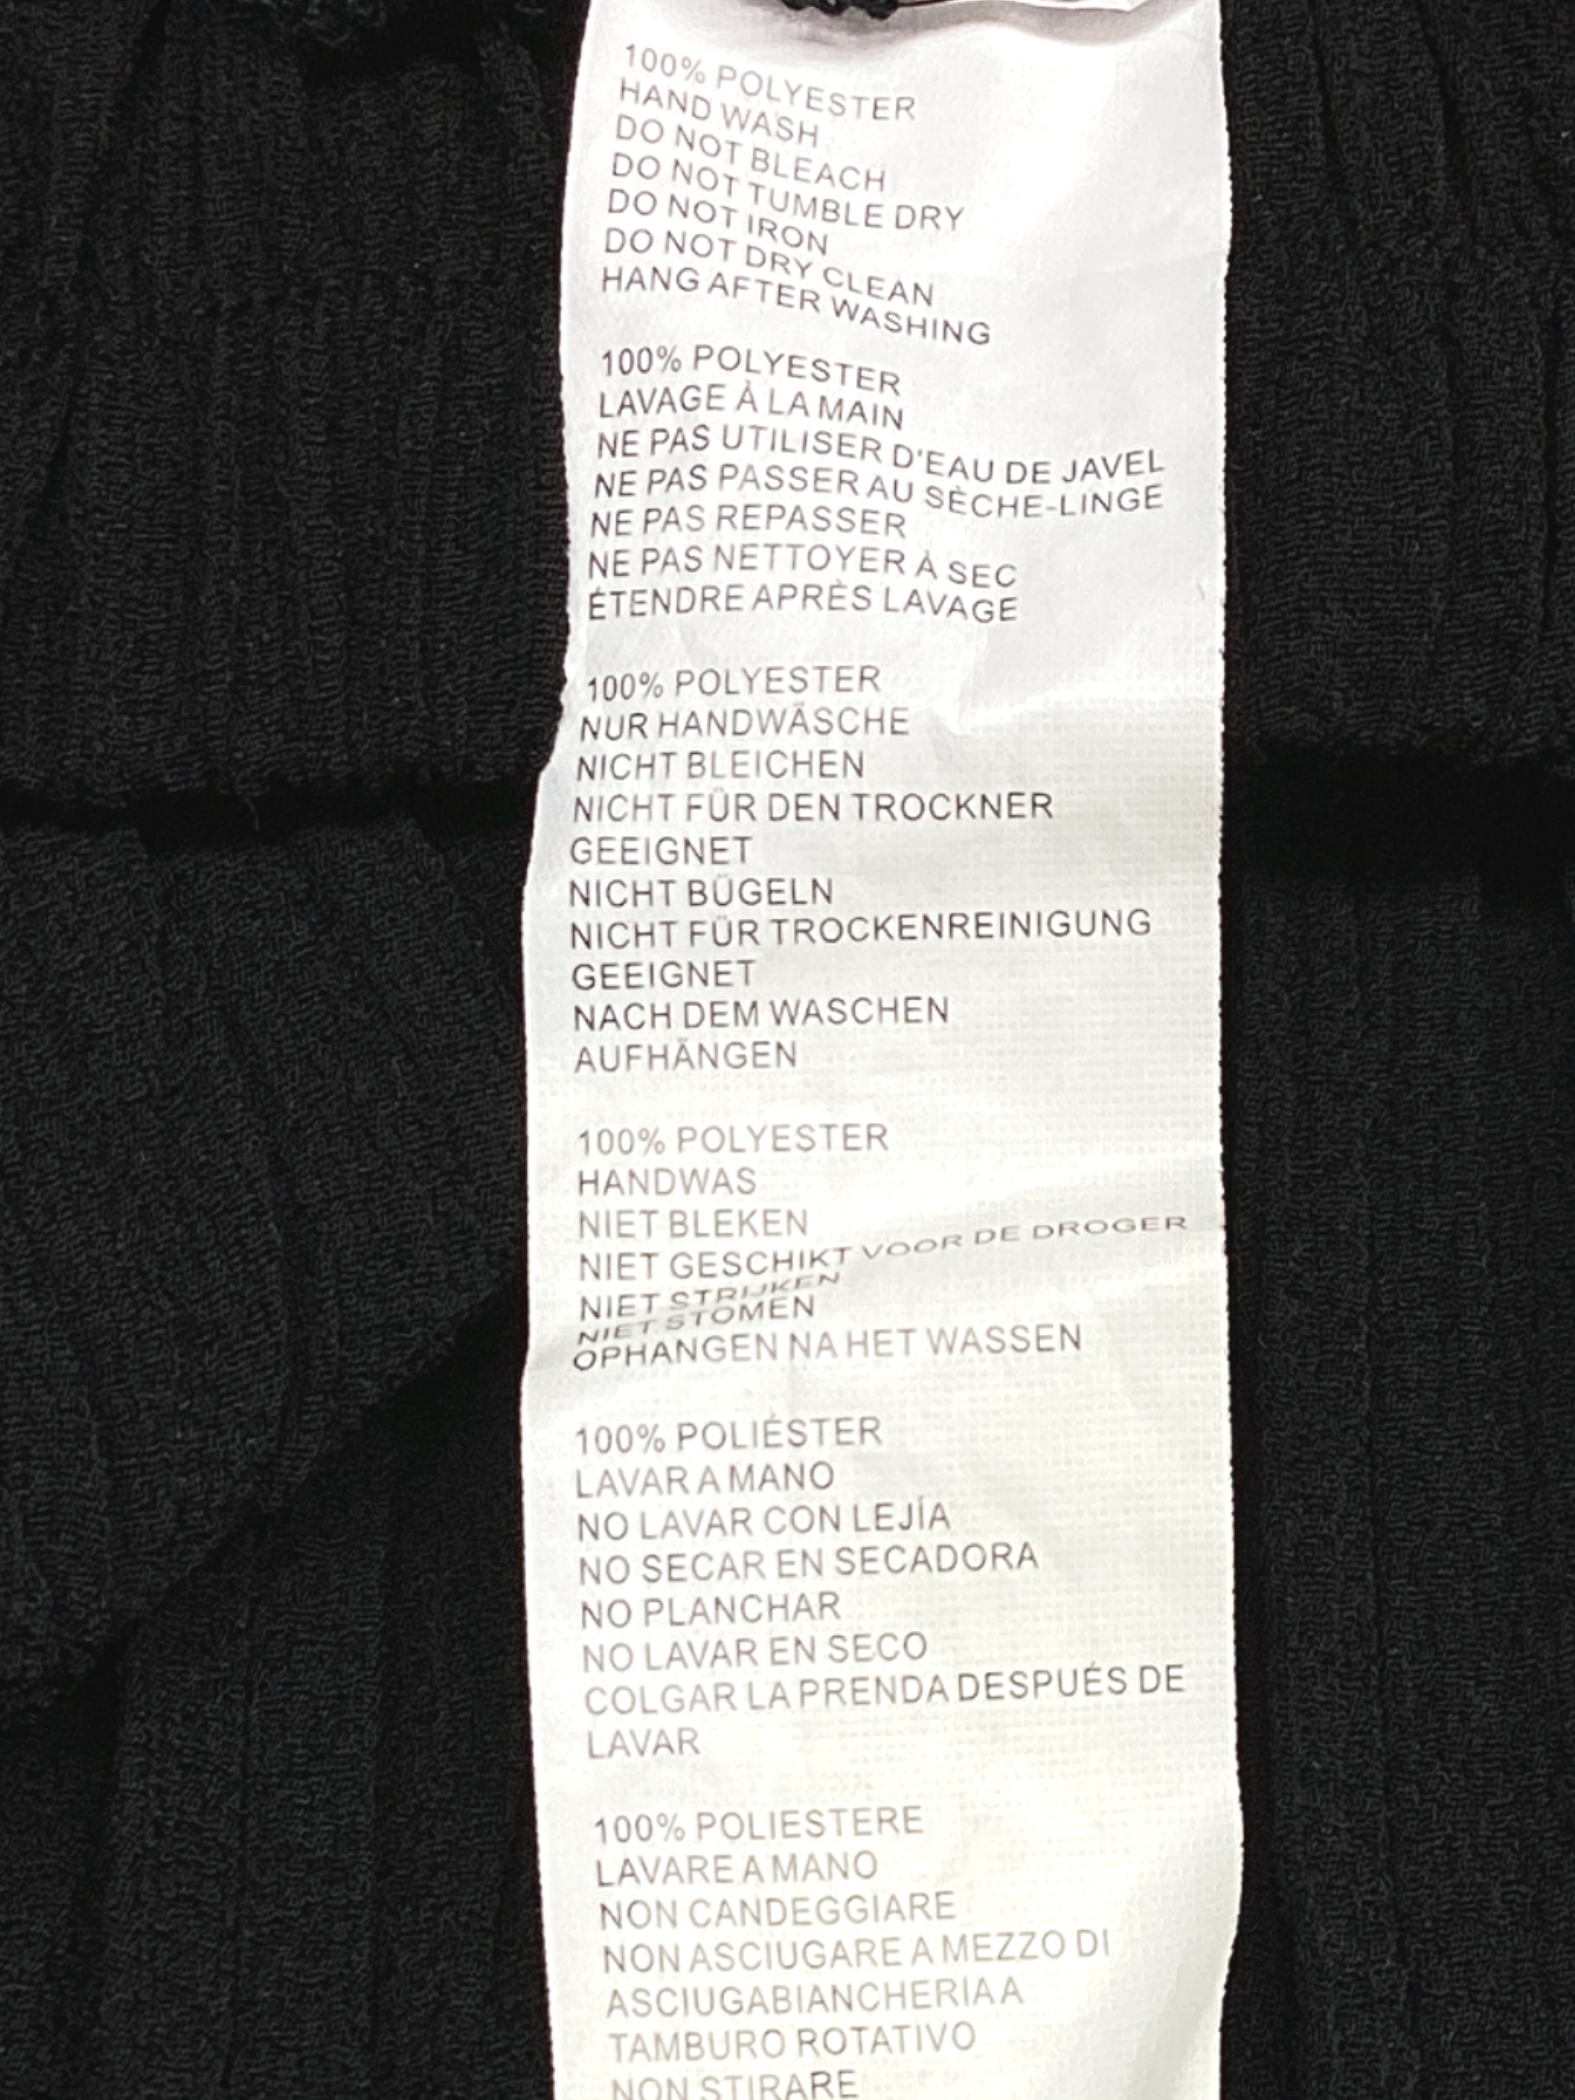 100% POLYESTER
HAND WASH
DO NOT BLEACH
DO NOT TUMBLE DRY
DO NOT IRON
DO NOT DRY CLEAN
HANG AFTER WASHING
100% POLYESTER
LAVAGE À LA MAIN
NE PAS UTILISER D'EAU DE JAVEL
NE PAS PASSER AU SÈCHE-LINGE
NE PAS REPASSER
NE PAS NETTOYER À SEC
ÉTENDRE APRÈS LAVAGE
100% POLYESTER
NUR HANDWÄSCHE
NICHT BLEICHEN
NICHT FÜR DEN TROCKNER
GEEIGNET
NICHT BÜGELN
NICHT FÜR TROCKENREINIGUNG
GEEIGNET
NACH DEM WASCHEN
AUFHÄNGEN
100% POLYESTER
HANDWAS
NIET BLEKEN
NIET GESCHIKT VOOR DE DROGER
NIET STRIJKEN
NIET STOMEN
OPHANGEN NA HET WASSEN
100% POLIÉSTER
LAVAR A MANO
NO LAVAR CON LEJÍA
NO SECAR EN SECADORA
NO PLANCHAR
NO LAVAR EN SECO
COLGAR LA PRENDA DESPUÉS DE
LAVAR
100% POLIESTERE
LAVARE A MANO
NON CANDEGGIARE
NON ASCIUGARE A MEZZO DI
ASCIUGABIANCHERIA A
TAMBURO ROTATIVO
NON STIRARE